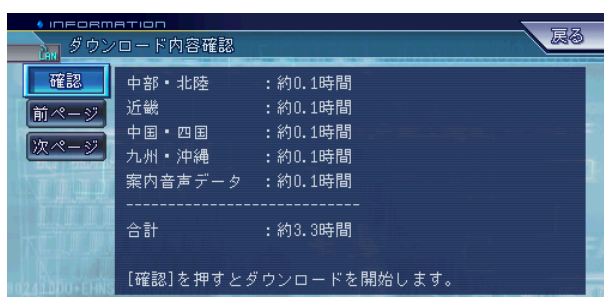 INFORMATION
LAN
ダウンロード内容確認
戻る
確認
前ページ
次ページ
中部・北陸 :約0.1時間
近畿 :約0.1時間
中国・四国 :約0.1時間
九州・沖縄 :約0.1時間
案内音声データ :約0.1時間
--------------------------
合計 :約3.3時間
[確認]を押すとダウンロードを開始します。